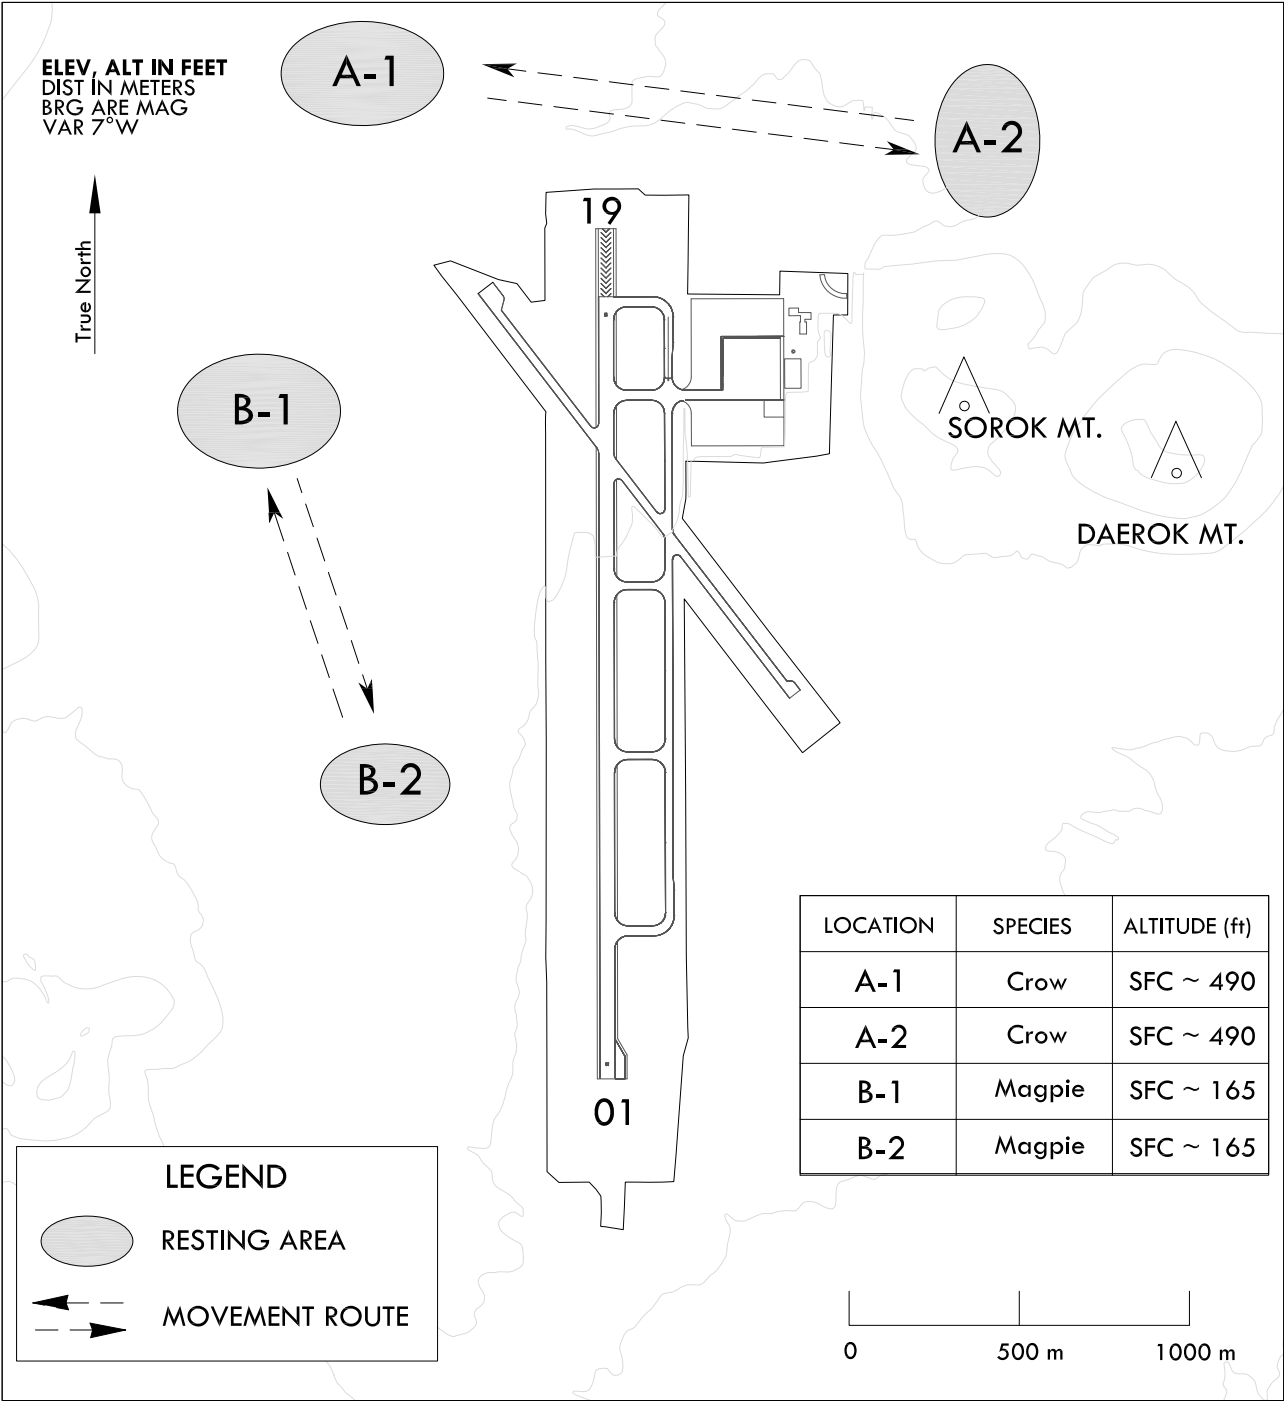 ELEV, ALT IN FEET
DIST IN METERS
BRG ARE MAG
VAR 7°W
True North
A-1
A-2
19
B-1
SOROK MT.
DAEROK MT.
B-2
01
LOCATION SPECIES ALTITUDE (ft)
A-1 Crow SFC ~ 490
A-2 Crow SFC ~ 490
B-1 Magpie SFC ~ 165
B-2 Magpie SFC ~ 165
LEGEND
RESTING AREA
MOVEMENT ROUTE
0 500 m 1000 m